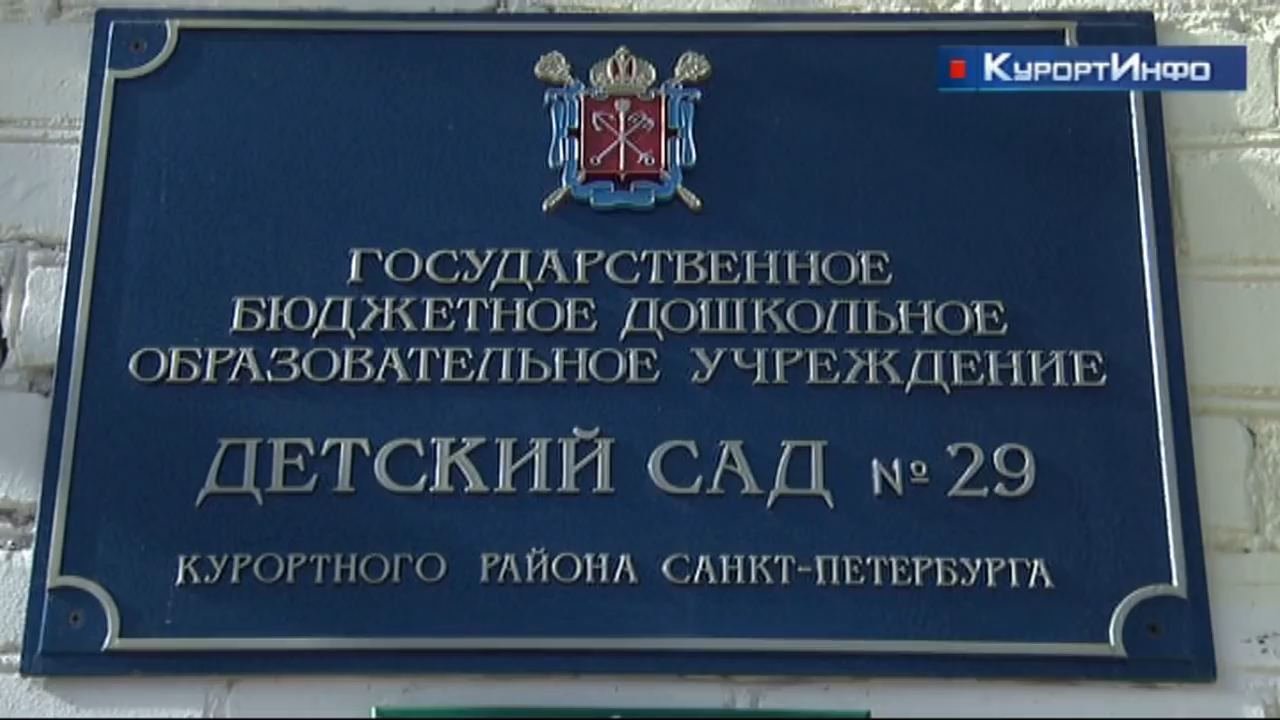 КУРОРТИНФО
ГОСУДАРСТВЕННОЕ
БЮДЖЕТНОЕ ДОШКОЛЬНОЕ
ОБРАЗОВАТЕЛЬНОЕ УЧРЕЖДЕНИЕ
ДЕТСКИЙ САД № 29
КУРОРТНОГО РАЙОНА САНКТ-ПЕТЕРБУРГА